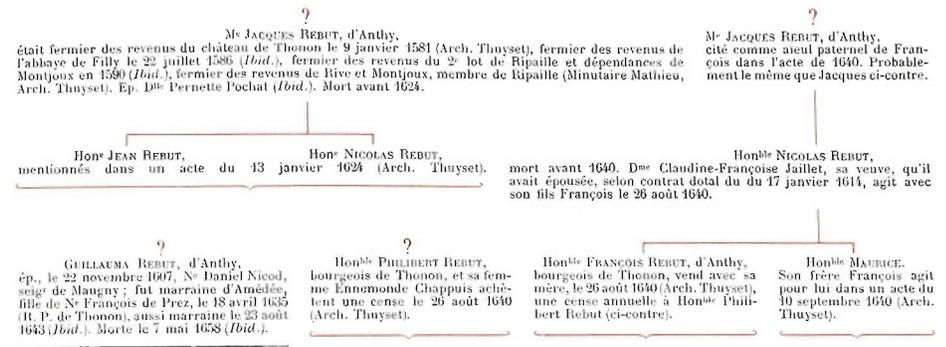 ?
Mᵉ JACQUES REBUT, d'Anthy,
était fermier des revenus du château de Thonon le 9 janvier 1581 (Arch. Thuyset), fermier des revenus de
l'abbaye de Filly le 22 juillet 1586 (Ibid.), fermier des revenus du 2ᵉ lot de Ripaille et dépendances de
Montjoux en 1590 (Ibid.), fermier des revenus de Rive et Montjoux, membre de Ripaille (Minutaire Mathieu,
Arch. Thuyset). Ep. Dˡˡᵉ Pernette Pochat (Ibid.). Mort avant 1624.
?
Mᵉ JACQUES REBUT, d'Anthy,
cité comme aïeul paternel de Fran-
çois dans l'acte de 1640. Probable-
ment le même que Jacques ci-contre.
Honᵉ JEAN REBUT, Honᵉ NICOLAS REBUT,
mentionnés dans un acte du 13 janvier 1624 (Arch. Thuyset).
Honᵇˡᵉ NICOLAS REBUT,
mort avant 1640. Dᵐᵉ Claudine-Françoise Jaillet, sa veuve, qu'il
avait épousée, selon contrat dotal du du 17 janvier 1614, agit avec
son fils François le 26 août 1640.
?
GUILLAUMA REBUT, d'Anthy,
ép., le 22 novembre 1607, Nᵉ Daniel Nicod,
seigʳ de Maugny ; fut marraine d'Amédée,
fille de Nᵉ François de Prez, le 18 avril 1635
(R. P. de Thonon), aussi marraine le 23 août
1643 (Ibid.). Morte le 7 mai 1658 (Ibid.).
?
Honᵇˡᵉ PHILIBERT REBUT,
bourgeois de Thonon, et sa fem-
me Ennemonde Chappuis achè-
tent une cense le 26 août 1640
(Arch. Thuyset).
Honᵇˡᵉ FRANÇOIS REBUT, d'Anthy,
bourgeois de Thonon, vend avec sa
mère, le 26 août 1640 (Arch. Thuyset),
une cense annuelle à Honᵇˡᵉ Phili-
bert Rebut (ci-contre).
Honᵇˡᵉ MAURICE.
Son frère François agit
pour lui dans un acte du
10 septembre 1640 (Arch.
Thuyset).